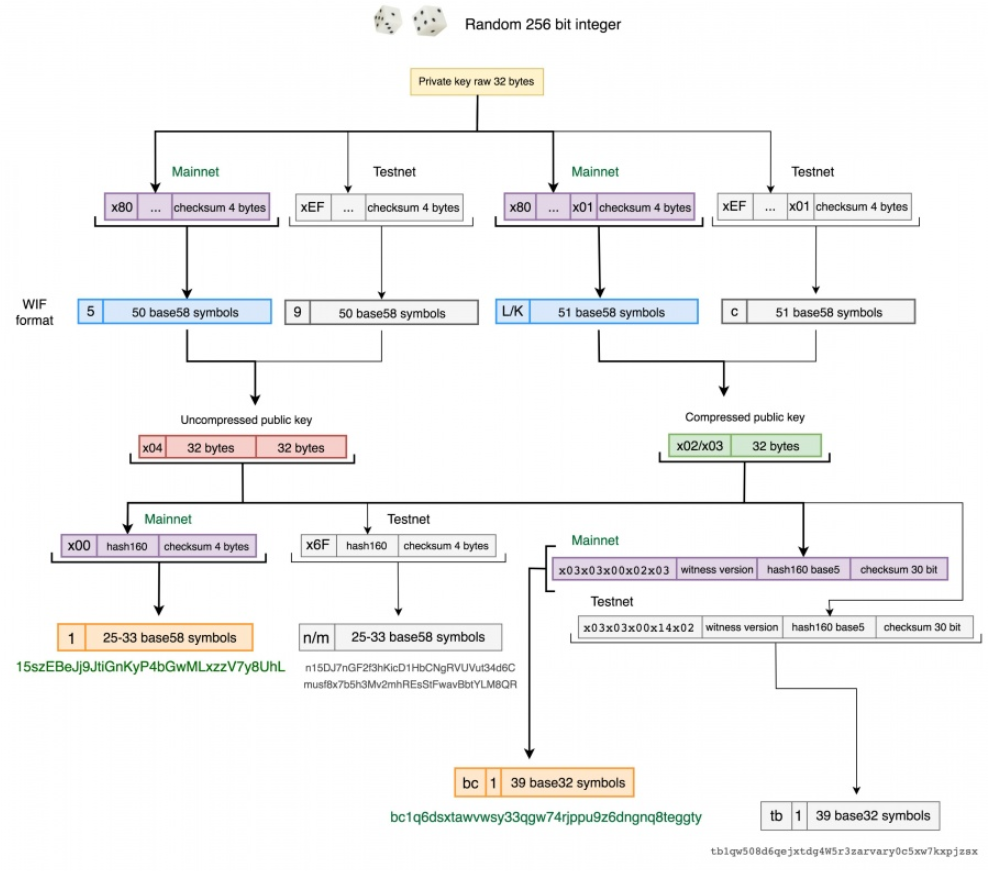 Random 256 bit integer
Private key raw 32 bytes
Mainnet
Testnet
Mainnet
Testnet
x80 ... checksum 4 bytes
xEF ... checksum 4 bytes
x80 ... x01 checksum 4 bytes
xEF ... x01 checksum 4 bytes
WIF
format
5 50 base58 symbols
9 50 base58 symbols
L/K 51 base58 symbols
c 51 base58 symbols
Uncompressed public key
Compressed public key
x04 32 bytes 32 bytes
x02/x03 32 bytes
Mainnet
Testnet
x00 hash160 checksum 4 bytes
x6F hash160 checksum 4 bytes
Mainnet
x03x03x00x02x03 witness version hash160 base5 checksum 30 bit
Testnet
x03x03x00x14x02 witness version hash160 base5 checksum 30 bit
1 25-33 base58 symbols
n/m 25-33 base58 symbols
15szEBeJj9JtiGnKyP4bGwMLxzzV7y8UhL
n15DJ7nGF2f3hKicD1HbCNgRVUVut34d6C
musf8x7b5h3Mv2mhREsStFwavBbtYLM8QR
bc 1 39 base32 symbols
bc1q6dsxtawvwsy33qgw74rjppu9z6dngnq8teggty
tb 1 39 base32 symbols
tb1qw508d6qejxtdg4W5r3zarvary0c5xw7kxpjzsx